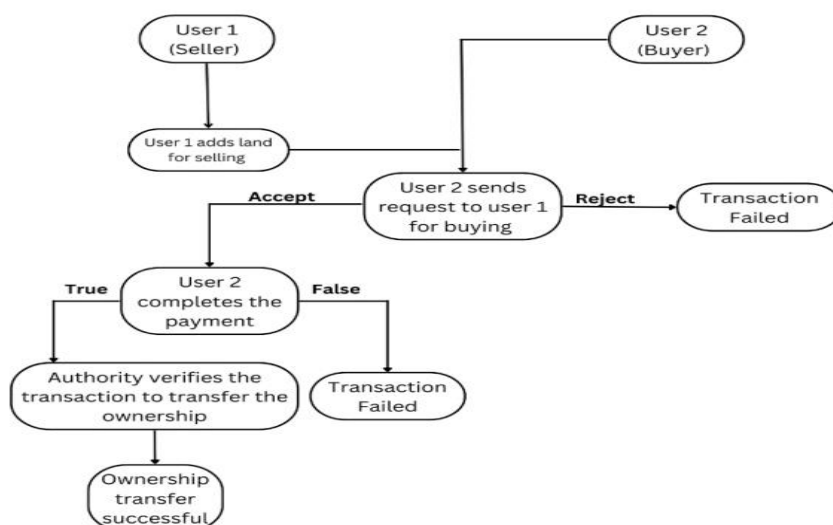 User 1
(Seller)
User 2
(Buyer)
User 1 adds land
for selling
User 2 sends
request to user 1
for buying
Accept
Reject
Transaction
Failed
User 2
completes the
payment
True
False
Authority verifies the
transaction to transfer the
ownership
Transaction
Failed
Ownership
transfer
successful